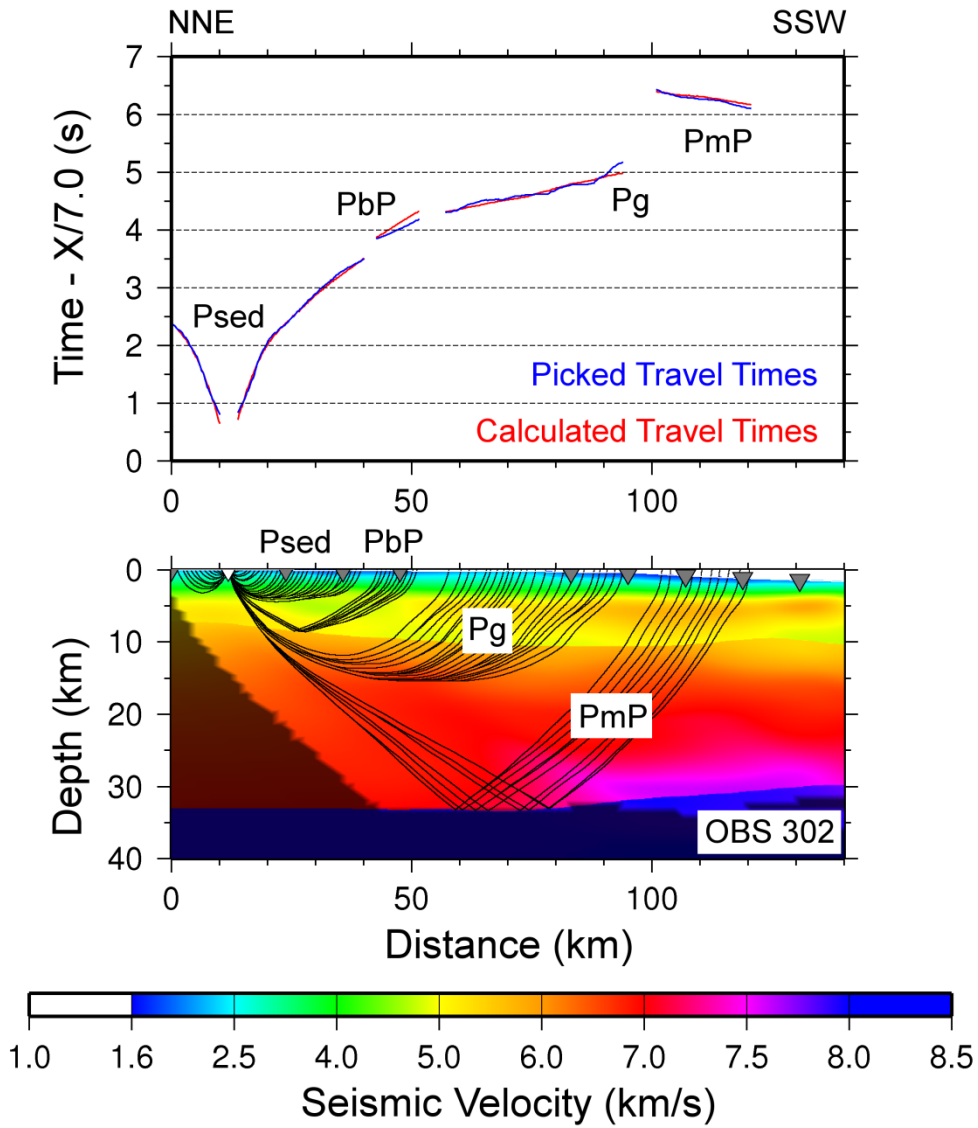 NNE SSW
7
6
5
4
3
2
1
0
Time - X/7.0 (s)
PmP
PbP
Pg
Psed
Picked Travel Times
Calculated Travel Times
0 50 100
Psed PbP
0
10
20
30
40
Depth (km)
Pg
PmP
OBS 302
0 50 100
Distance (km)
1.0 1.6 2.5 4.0 5.0 6.0 7.0 7.5 8.0 8.5
Seismic Velocity (km/s)